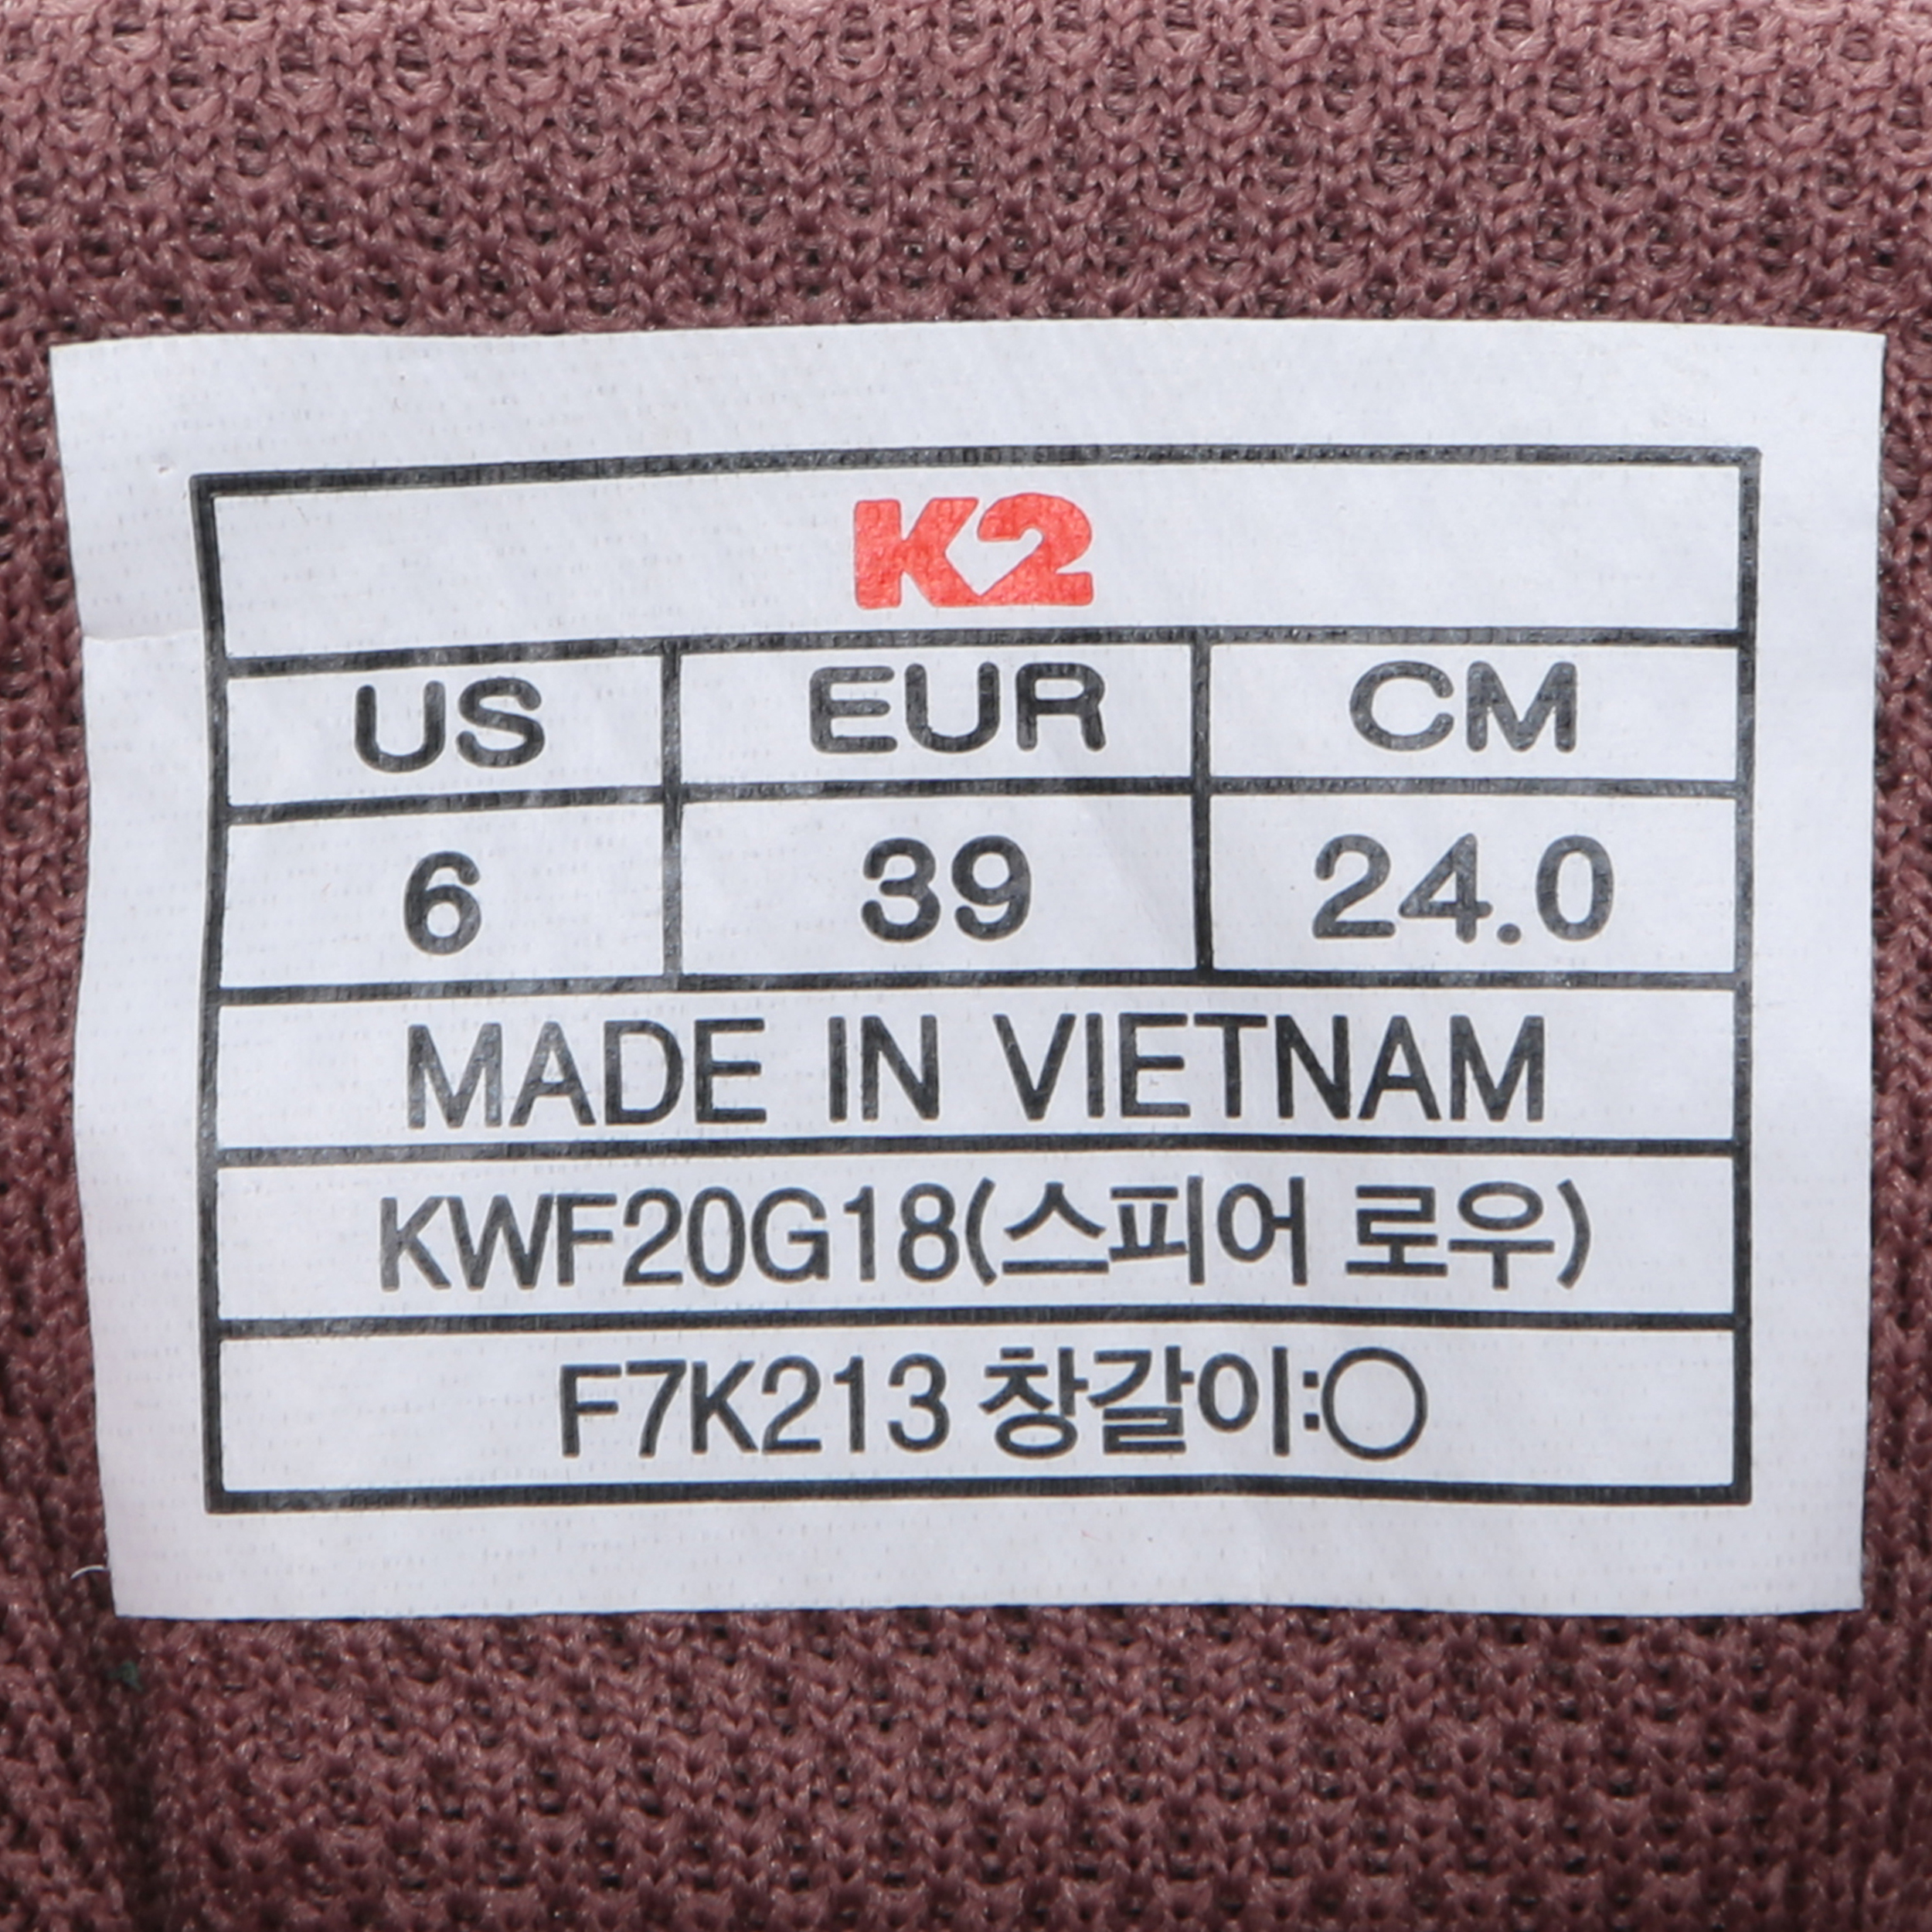 K2
US EUR CM
6 39 24.0
MADE IN VIETNAM
KWF20G18(스피어 로우)
F7K213 창갈이:○